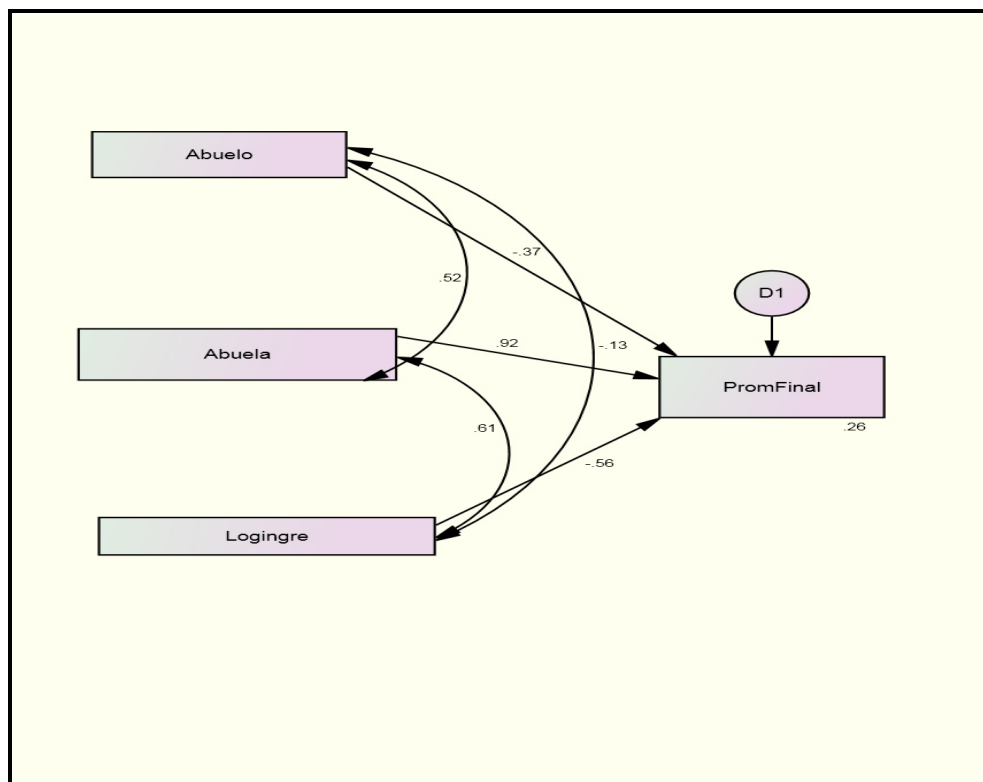 Abuelo
-.37
D1
.52
Abuela
.92
-.13
PromFinal
.26
.61
-.56
Logingre